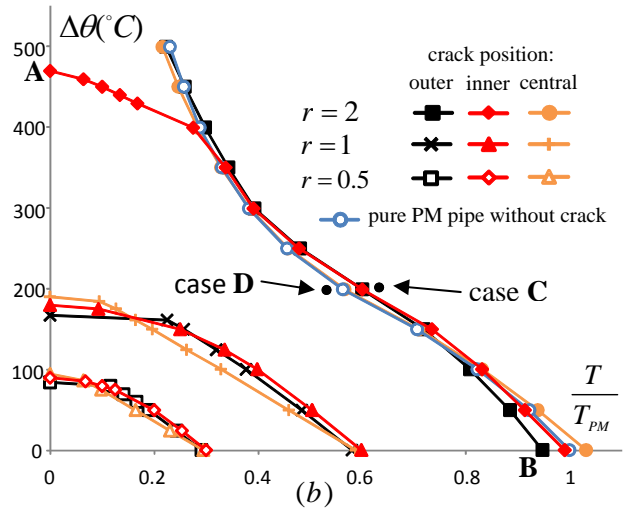 Δθ(°C)
500
400
300
200
100
0
A
crack position:
outer inner central
r = 2
r = 1
r = 0.5
pure PM pipe without crack
case D
case C
B
T
T_PM
0 0.2 0.4 0.6 0.8 1
(b)